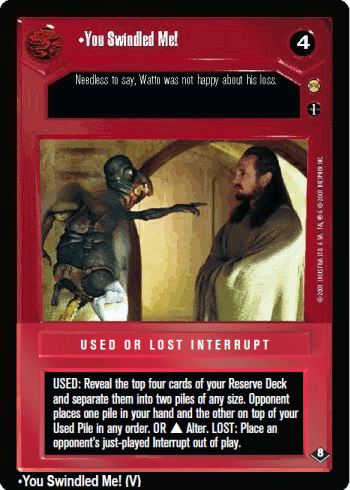 •You Swindled Me!
4
Needless to say, Watto was not happy about his loss.
USED OR LOST INTERRUPT
USED: Reveal the top four cards of your Reserve Deck
and separate them into two piles of any size. Opponent
places one pile in your hand and the other on top of your
Used Pile in any order. OR ▲ Alter. LOST: Place an
opponent's just-played Interrupt out of play.
8
•You Swindled Me! (V)